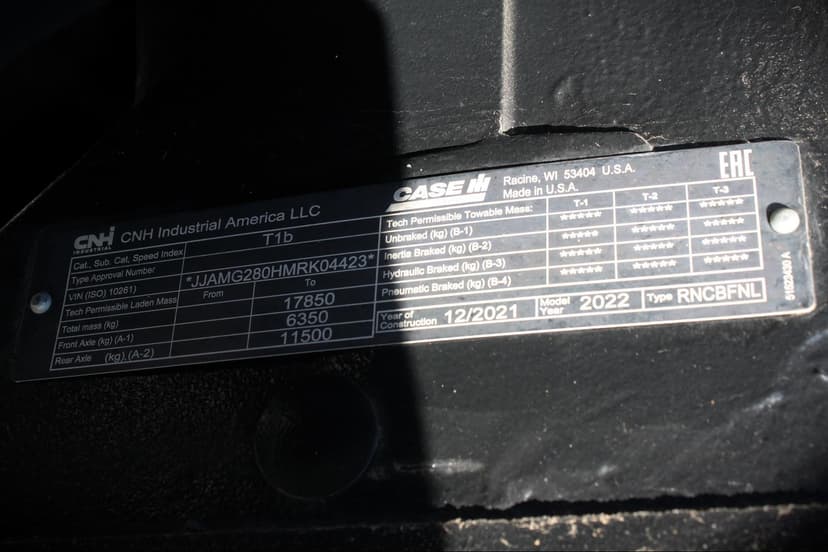 CNH INDUSTRIAL CNH Industrial America LLC
Cat., Sub. Cat, Speed Index T1b
Type Approval Number
VIN (ISO) 10261) *JJAMG280HMRK04423*
Tech Permissible Laden Mass From To
Total mass (kg) 17850
Front Axle (kg) (A-1) 6350
Roar Axle (kg), (A-2) 11500
CASE IH Racine, WI 53404 U.S.A.
Made in U.S.A.
EAC
Tech Permissible Towable Mass: T-1 T-2 T-3
Unbraked (kg) (B-1) ***** ***** *****
Inertia Braked (kg) (B-2) ***** ***** *****
Hydraulic Braked (kg) (B-3) ***** ***** *****
Pneumatic Braked (kg) (B-4) ***** ***** *****
Year of Construction 12/2021 Model Year 2022 Type RNCBFNL